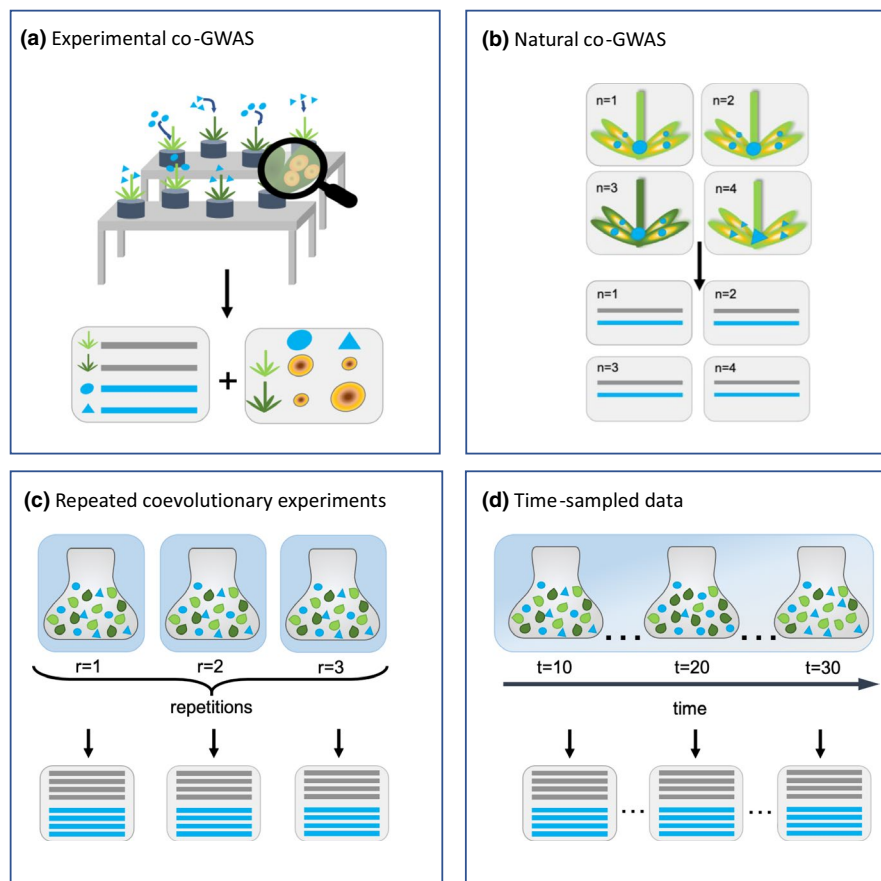 (a) Experimental co-GWAS
+
(b) Natural co-GWAS
n=1
n=2
n=3
n=4
n=1
n=2
n=3
n=4
(c) Repeated coevolutionary experiments
r=1
r=2
r=3
repetitions
(d) Time-sampled data
... ...
t=10
t=20
t=30
time
... ...